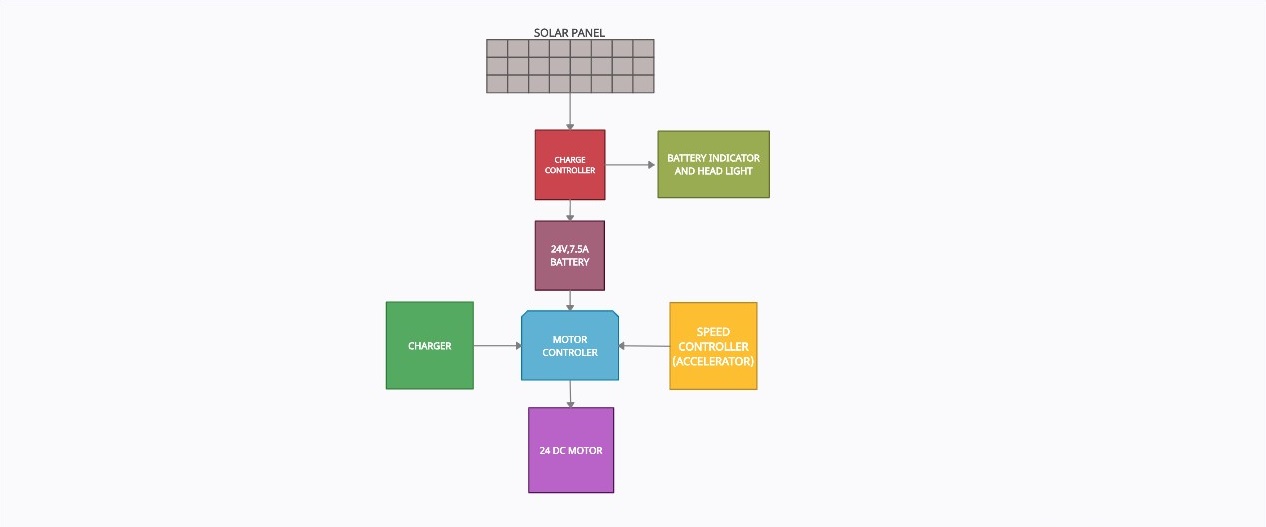 SOLAR PANEL
CHARGE
CONTROLLER
BATTERY INDICATOR
AND HEAD LIGHT
24V,7.5A
BATTERY
CHARGER
MOTOR
CONTROLER
SPEED
CONTROLLER
(ACCELERATOR)
24 DC MOTOR